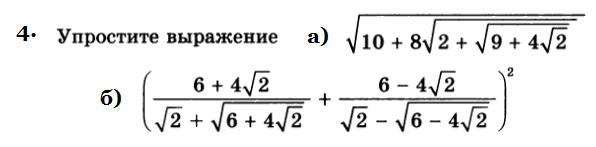 4. Упростите выражение а) √(10 + 8√(2 + √(9 + 4√2)))
б) ((6 + 4√2)/(√2 + √(6 + 4√2)) + (6 − 4√2)/(√2 − √(6 − 4√2)))²